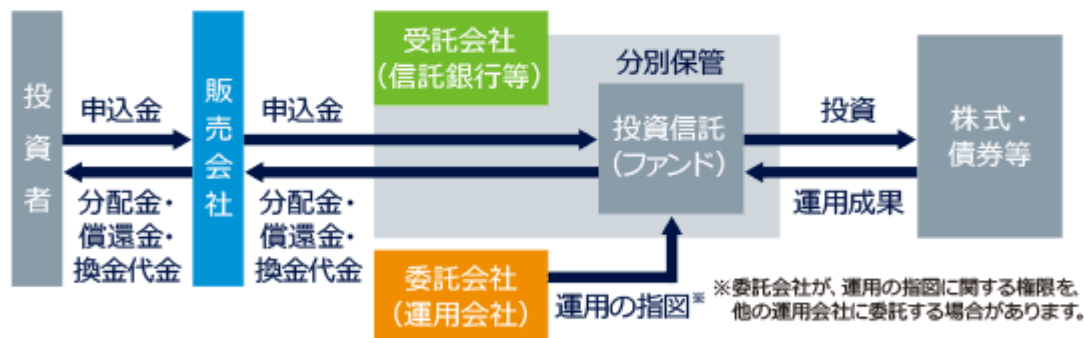 投資者
申込金
分配金・
償還金・
換金代金
販売会社
申込金
分配金・
償還金・
換金代金
受託会社
(信託銀行等)
分別保管
投資信託
(ファンド)
委託会社
(運用会社)
運用の指図※
投資
運用成果
株式・
債券等
※委託会社が、運用の指図に関する権限を、
他の運用会社に委託する場合があります。